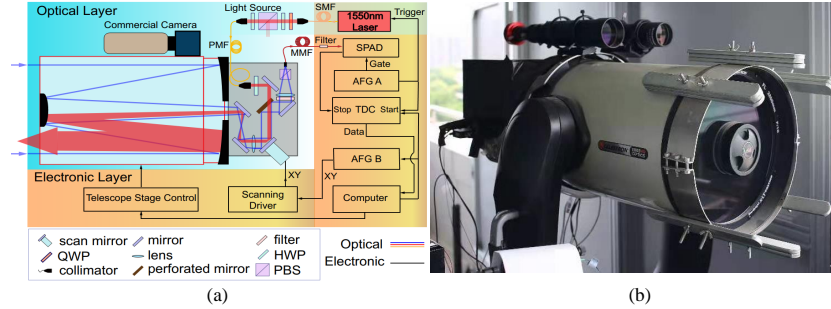 Optical Layer
Light Source
SMF
Trigger
Commercial Camera
1550nm
Laser
PMF
MMF
Filter
SPAD
Gate
AFG A
Stop TDC Start
Data
AFG B
XY
XY
Electronic Layer
Telescope Stage Control
Scanning
Driver
Computer
scan mirror
mirror
filter
Optical
QWP
lens
HWP
Electronic
collimator
perforated mirror
PBS
CELESTRON
(a)
(b)